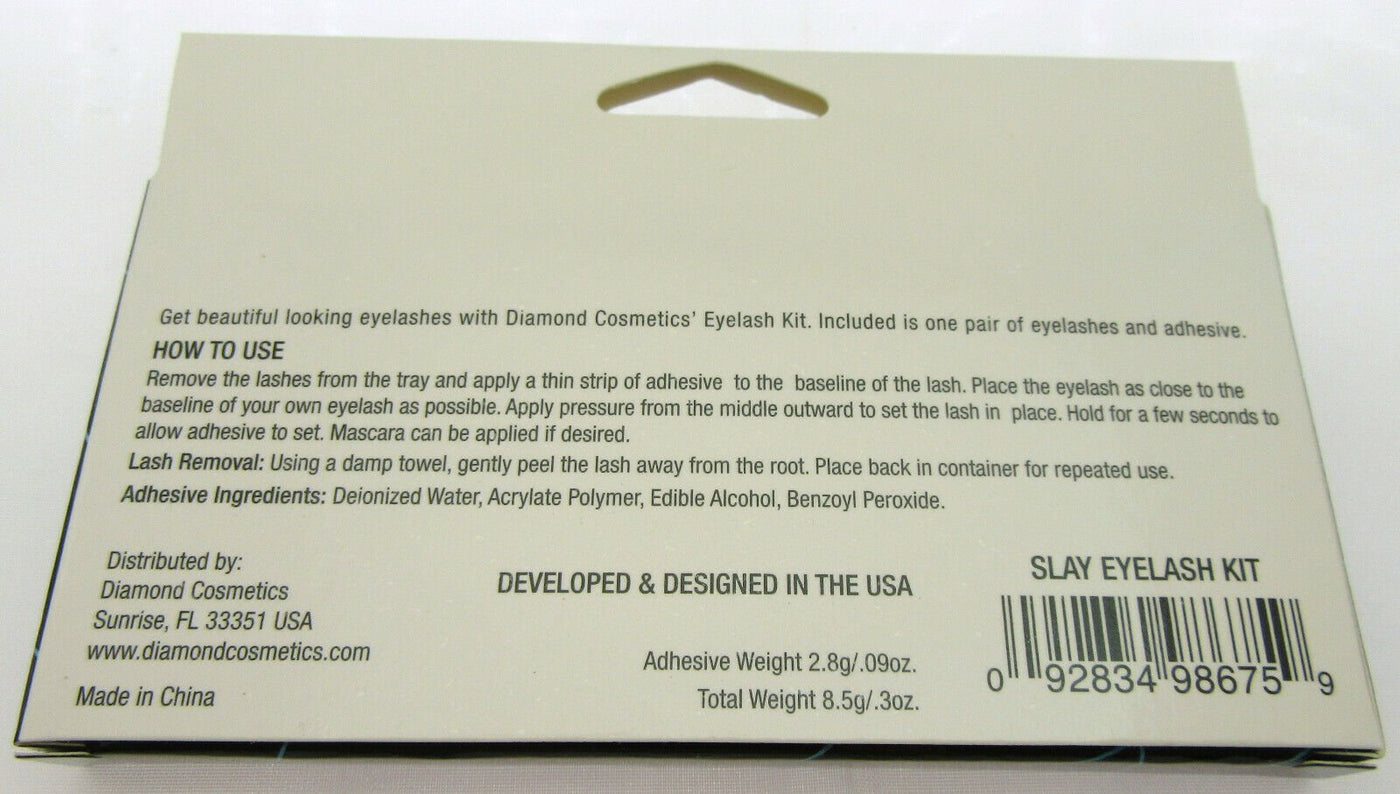 Get beautiful looking eyelashes with Diamond Cosmetics’ Eyelash Kit. Included is one pair of eyelashes and adhesive.
HOW TO USE
Remove the lashes from the tray and apply a thin strip of adhesive to the baseline of the lash. Place the eyelash as close to the
baseline of your own eyelash as possible. Apply pressure from the middle outward to set the lash in place. Hold for a few seconds to
allow adhesive to set. Mascara can be applied if desired.
Lash Removal: Using a damp towel, gently peel the lash away from the root. Place back in container for repeated use.
Adhesive Ingredients: Deionized Water, Acrylate Polymer, Edible Alcohol, Benzoyl Peroxide.
Distributed by:
Diamond Cosmetics
Sunrise, FL 33351 USA
www.diamondcosmetics.com
Made in China
DEVELOPED & DESIGNED IN THE USA
Adhesive Weight 2.8g/.09oz.
Total Weight 8.5g/.3oz.
SLAY EYELASH KIT
0 92834 98675 9